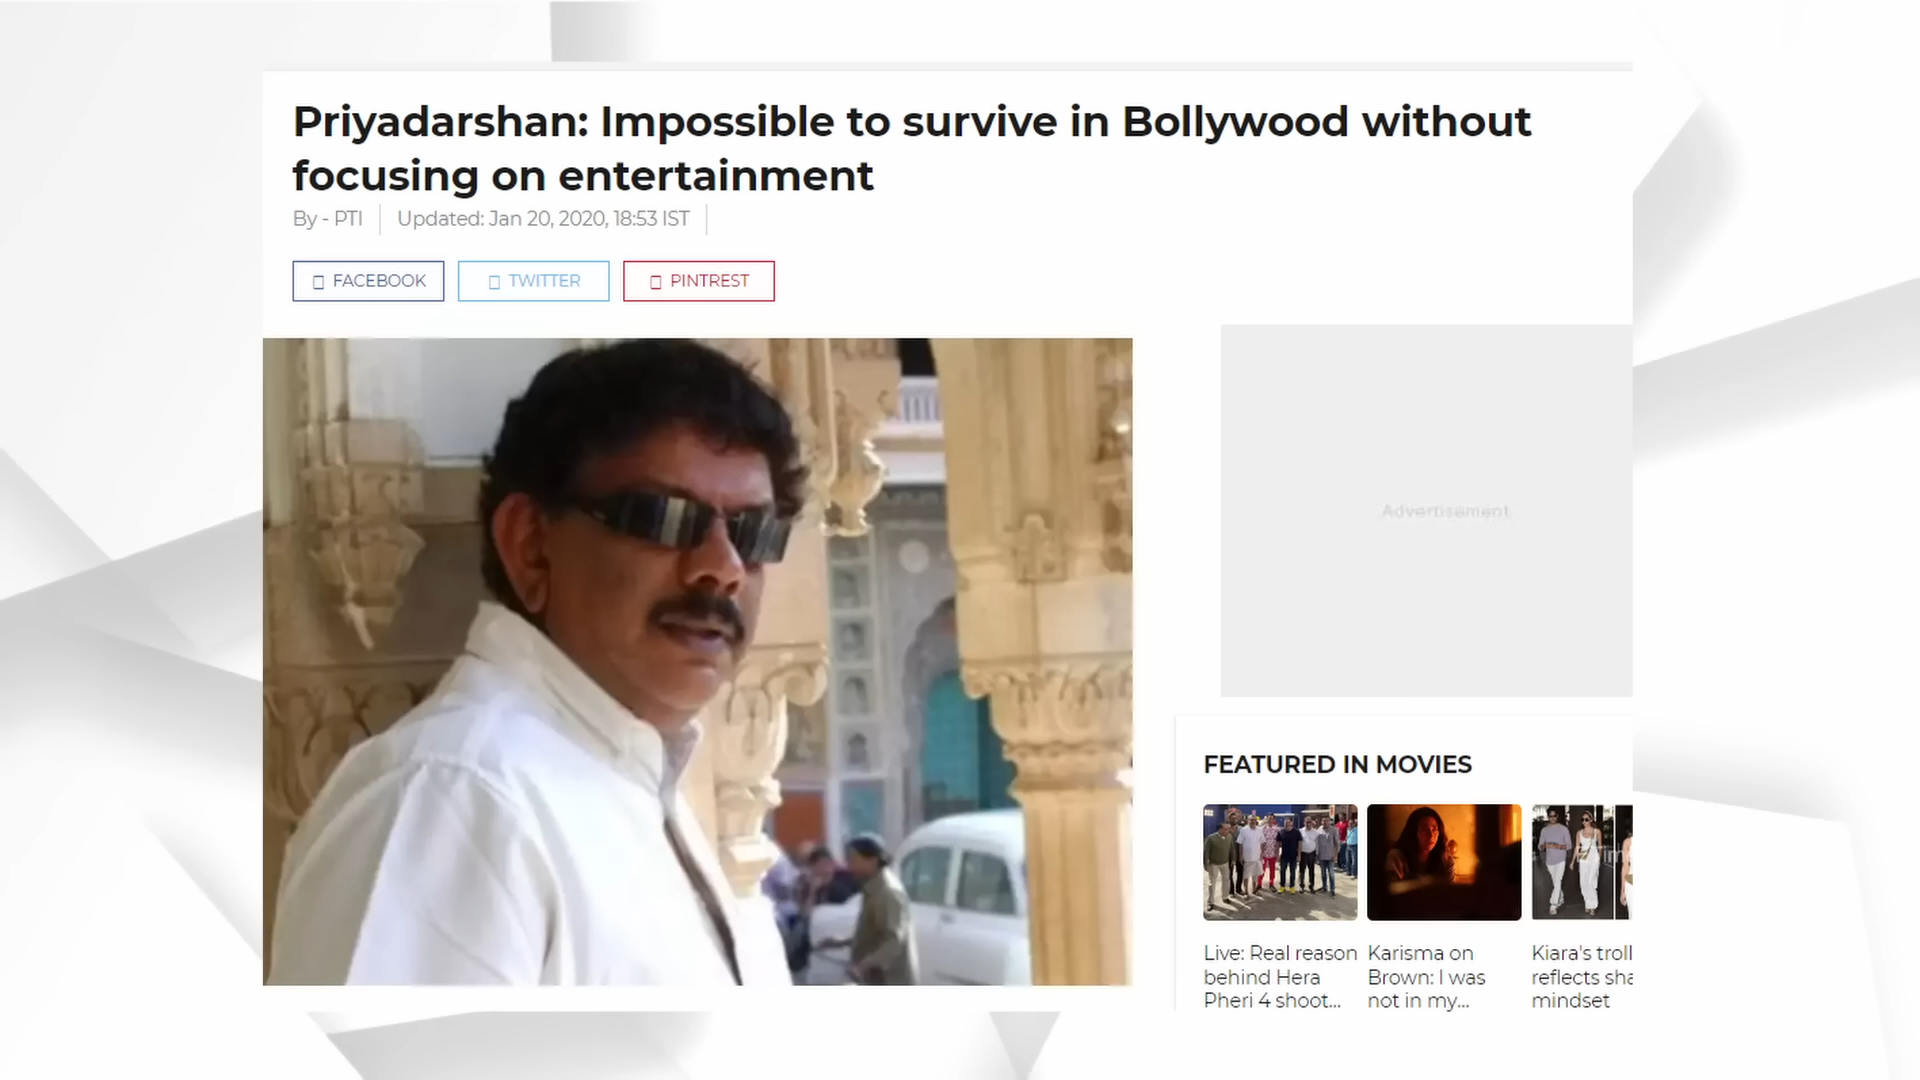 Priyadarshan: Impossible to survive in Bollywood without
focusing on entertainment
By - PTI
Updated: Jan 20, 2020, 18:53 IST
FACEBOOK
TWITTER
PINTREST
Advertisement
FEATURED IN MOVIES
Live: Real reason
behind Hera
Pheri 4 shoot...
Karisma on
Brown: I was
not in my...
Kiara's troll
reflects sha
mindset